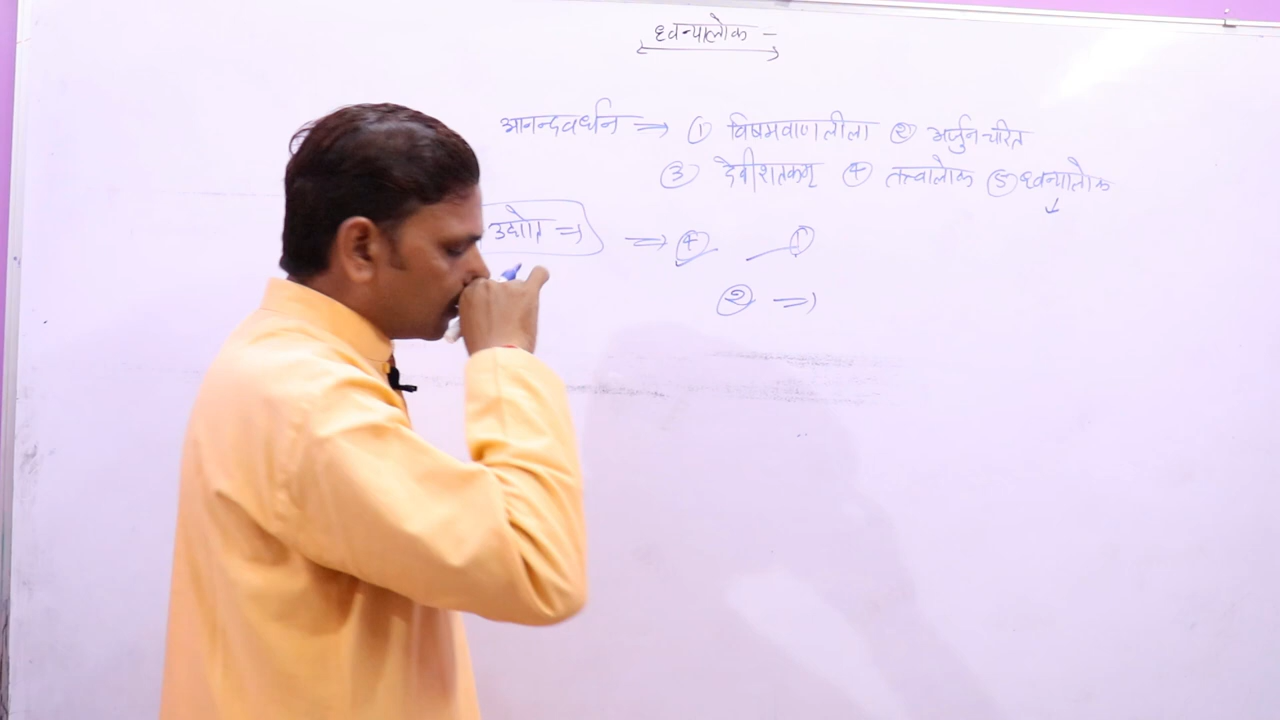 ध्वन्यालोक -
आनन्दवर्धन ⇒ ① विषमवाणलीला ② अर्जुनचरित
③ देवीशतकम् ④ तत्त्वालोक ⑤ ध्वन्यालोक
↓
उद्योत ⇒ ⇒ ④ ①
② ⇒